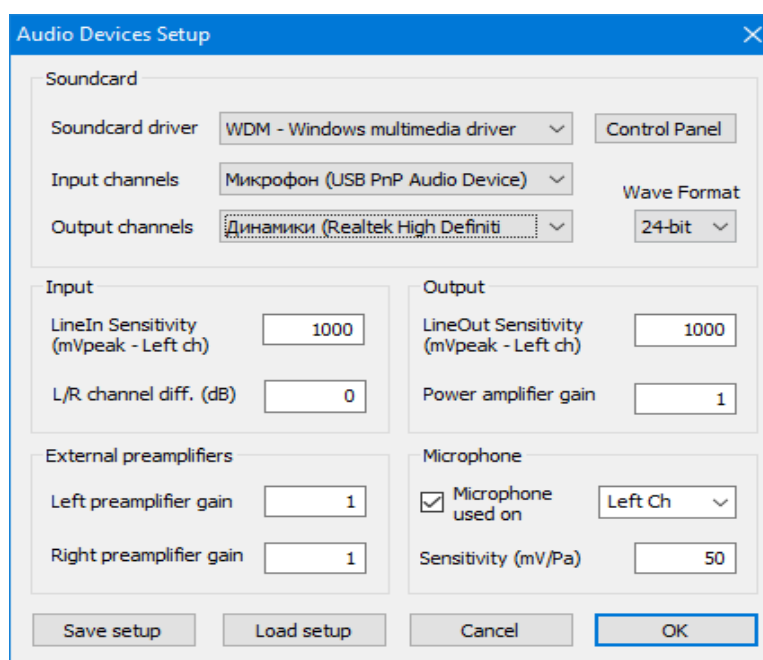 Audio Devices Setup
Soundcard
Soundcard driver
WDM - Windows multimedia driver
Control Panel
Input channels
Микрофон (USB PnP Audio Device)
Wave Format
Output channels
Динамики (Realtek High Definiti
24-bit
Input
LineIn Sensitivity
(mVpeak - Left ch)
1000
L/R channel diff. (dB)
0
Output
LineOut Sensitivity
(mVpeak - Left ch)
1000
Power amplifier gain
1
External preamplifiers
Left preamplifier gain
1
Right preamplifier gain
1
Microphone
Microphone
used on
Left Ch
Sensitivity (mV/Pa)
50
Save setup
Load setup
Cancel
OK